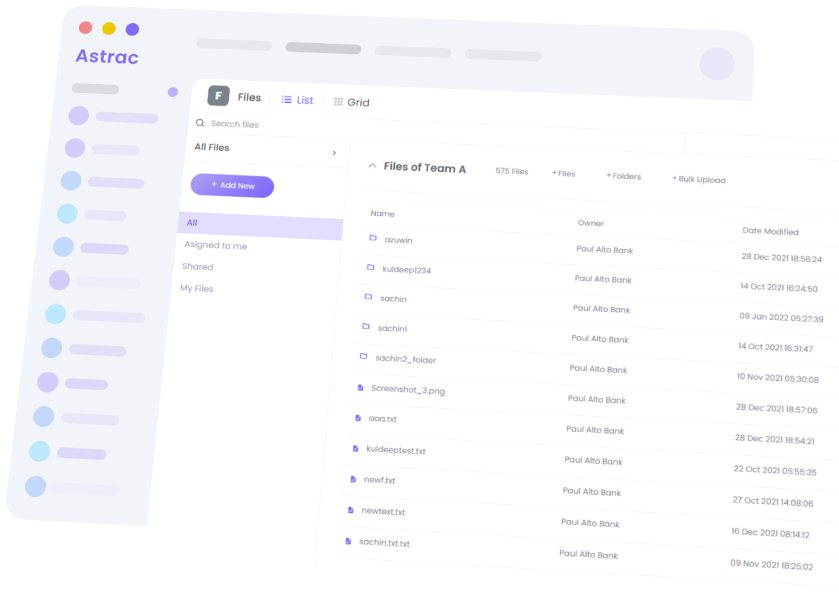 Astrac
F Files List Grid
Search files
All Files
+ Add New
All
Asigned to me
Shared
My Files
Files of Team A 575 Files +Files +Folders +Bulk Upload
Name Owner Date Modified
azuwin Paul Alto Bank 28 Dec 2021 18:58:24
kuldeep1234 Paul Alto Bank 14 Oct 2021 16:24:50
sachin Paul Alto Bank 09 Jan 2022 05:27:39
sachin1 Paul Alto Bank 14 Oct 2021 16:31:47
sachin2_folder Paul Alto Bank 10 Nov 2021 05:30:08
Screenshot_3.png Paul Alto Bank 28 Dec 2021 18:57:06
aaa.txt Paul Alto Bank 28 Dec 2021 18:54:21
kuldeeptest.txt Paul Alto Bank 22 Oct 2021 05:55:35
newf.txt Paul Alto Bank 27 Oct 2021 14:08:06
newtext.txt Paul Alto Bank 16 Dec 2021 08:14:12
sachin.txt.txt Paul Alto Bank 09 Nov 2021 18:25:02